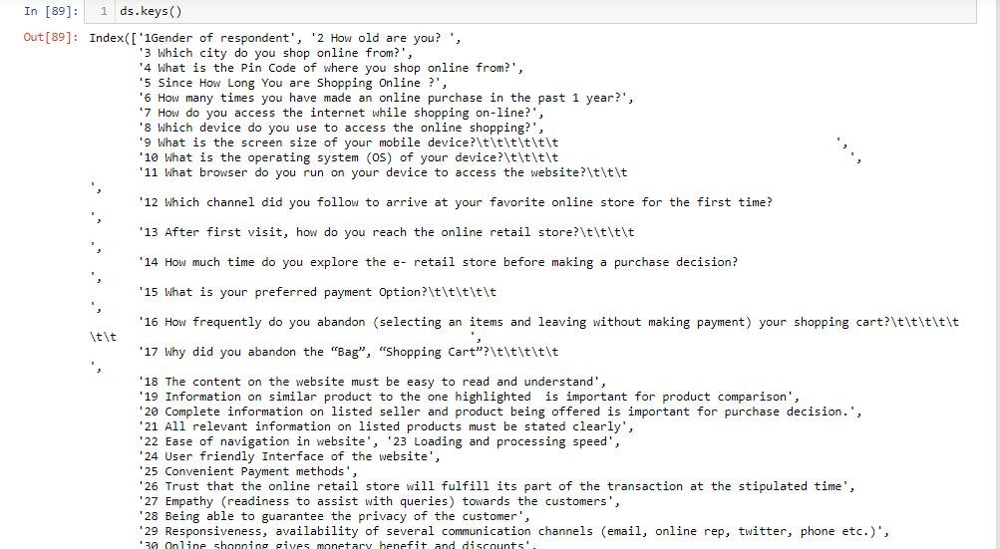 In [89]: 1 ds.keys()
Out[89]: Index(['1Gender of respondent', '2 How old are you? ',
'3 Which city do you shop online from?',
'4 What is the Pin Code of where you shop online from?',
'5 Since How Long You are Shopping Online ?',
'6 How many times you have made an online purchase in the past 1 year?',
'7 How do you access the internet while shopping on-line?',
'8 Which device do you use to access the online shopping?',
'9 What is the screen size of your mobile device?\t\t\t\t\t\t ',
'10 What is the operating system (OS) of your device?\t\t\t\t ',
'11 What browser do you run on your device to access the website?\t\t\t
',
'12 Which channel did you follow to arrive at your favorite online store for the first time?
',
'13 After first visit, how do you reach the online retail store?\t\t\t\t
',
'14 How much time do you explore the e- retail store before making a purchase decision?
',
'15 What is your preferred payment Option?\t\t\t\t\t
',
'16 How frequently do you abandon (selecting an items and leaving without making payment) your shopping cart?\t\t\t\t\t
\t\t ',
'17 Why did you abandon the “Bag”, “Shopping Cart”?\t\t\t\t\t
',
'18 The content on the website must be easy to read and understand',
'19 Information on similar product to the one highlighted  is important for product comparison',
'20 Complete information on listed seller and product being offered is important for purchase decision.',
'21 All relevant information on listed products must be stated clearly',
'22 Ease of navigation in website', '23 Loading and processing speed',
'24 User friendly Interface of the website',
'25 Convenient Payment methods',
'26 Trust that the online retail store will fulfill its part of the transaction at the stipulated time',
'27 Empathy (readiness to assist with queries) towards the customers',
'28 Being able to guarantee the privacy of the customer',
'29 Responsiveness, availability of several communication channels (email, online rep, twitter, phone etc.)',
'30 Online shopping gives monetary benefit and discounts',